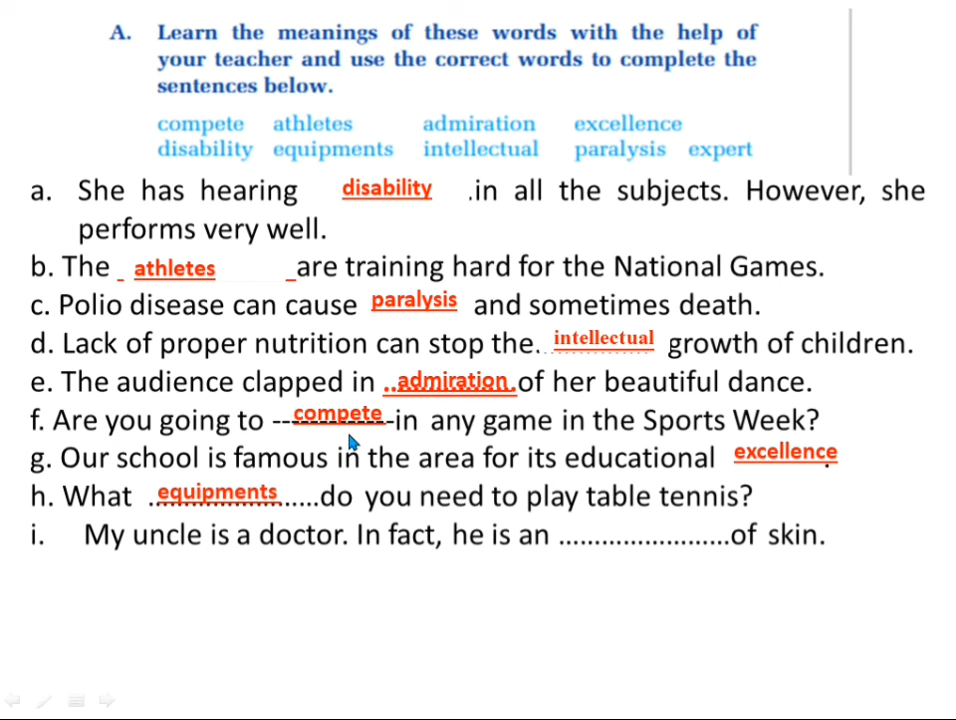 A. Learn the meanings of these words with the help of
your teacher and use the correct words to complete the
sentences below.
compete athletes admiration excellence
disability equipments intellectual paralysis expert
a. She has hearing disability .in all the subjects. However, she
performs very well.
b. The _ athletes _are training hard for the National Games.
c. Polio disease can cause paralysis and sometimes death.
d. Lack of proper nutrition can stop the. intellectual growth of children.
e. The audience clapped in ..admiration.of her beautiful dance.
f. Are you going to ---compete-in any game in the Sports Week?
g. Our school is famous in the area for its educational excellence.
h. What .equipments......do you need to play table tennis?
i. My uncle is a doctor. In fact, he is an ........................of skin.